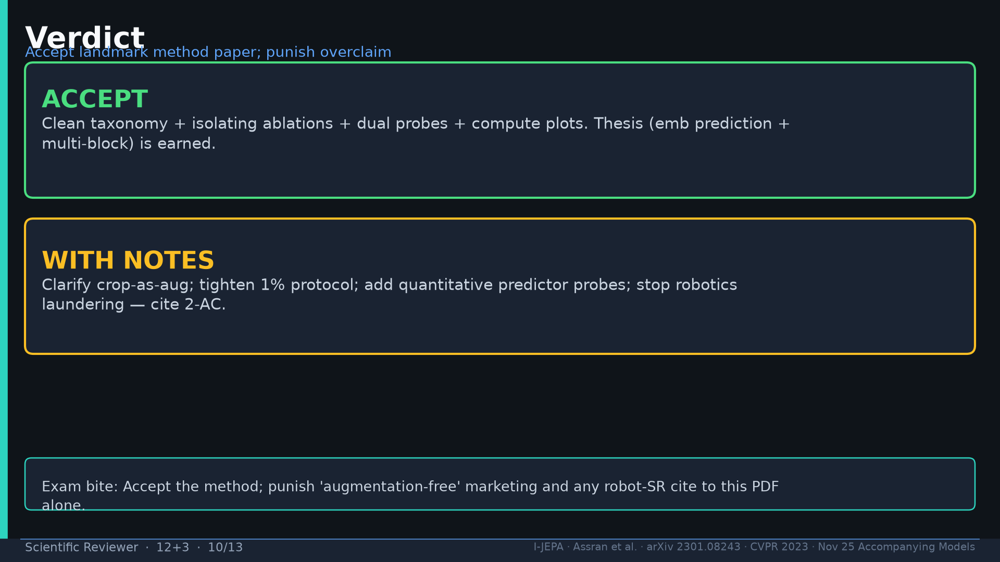 Verdict
Accept landmark method paper; punish overclaim
ACCEPT
Clean taxonomy + isolating ablations + dual probes + compute plots. Thesis (emb prediction +
multi-block) is earned.
WITH NOTES
Clarify crop-as-aug; tighten 1% protocol; add quantitative predictor probes; stop robotics
laundering — cite 2-AC.
Exam bite: Accept the method; punish 'augmentation-free' marketing and any robot-SR cite to this PDF
alone.
Scientific Reviewer · 12+3 · 10/13
I-JEPA · Assran et al. · arXiv 2301.08243 · CVPR 2023 · Nov 25 Accompanying Models